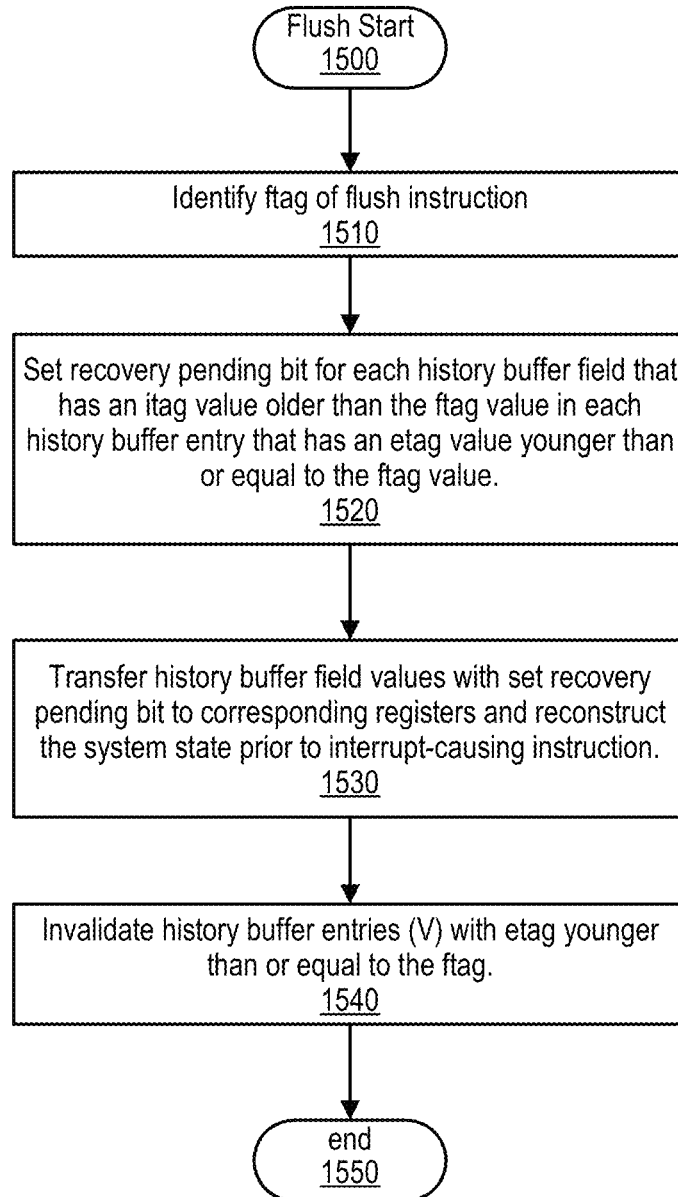 Flush Start
1500
Identify ftag of flush instruction
1510
Set recovery pending bit for each history buffer field that
has an itag value older than the ftag value in each
history buffer entry that has an etag value younger than
or equal to the ftag value.
1520
Transfer history buffer field values with set recovery
pending bit to corresponding registers and reconstruct
the system state prior to interrupt-causing instruction.
1530
Invalidate history buffer entries (V) with etag younger
than or equal to the ftag.
1540
end
1550